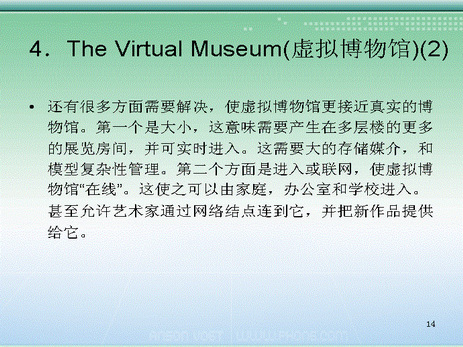 4．The Virtual Museum(虚拟博物馆)(2)
• 还有很多方面需要解决，使虚拟博物馆更接近真实的博
物馆。第一个是大小，这意味需要产生在多层楼的更多
的展览房间，并可实时进入。这需要大的存储媒介，和
模型复杂性管理。第二个方面是进入或联网，使虚拟博
物馆“在线”。这使之可以由家庭，办公室和学校进入。
甚至允许艺术家通过网络结点连到它，并把新作品提供
给它。
14